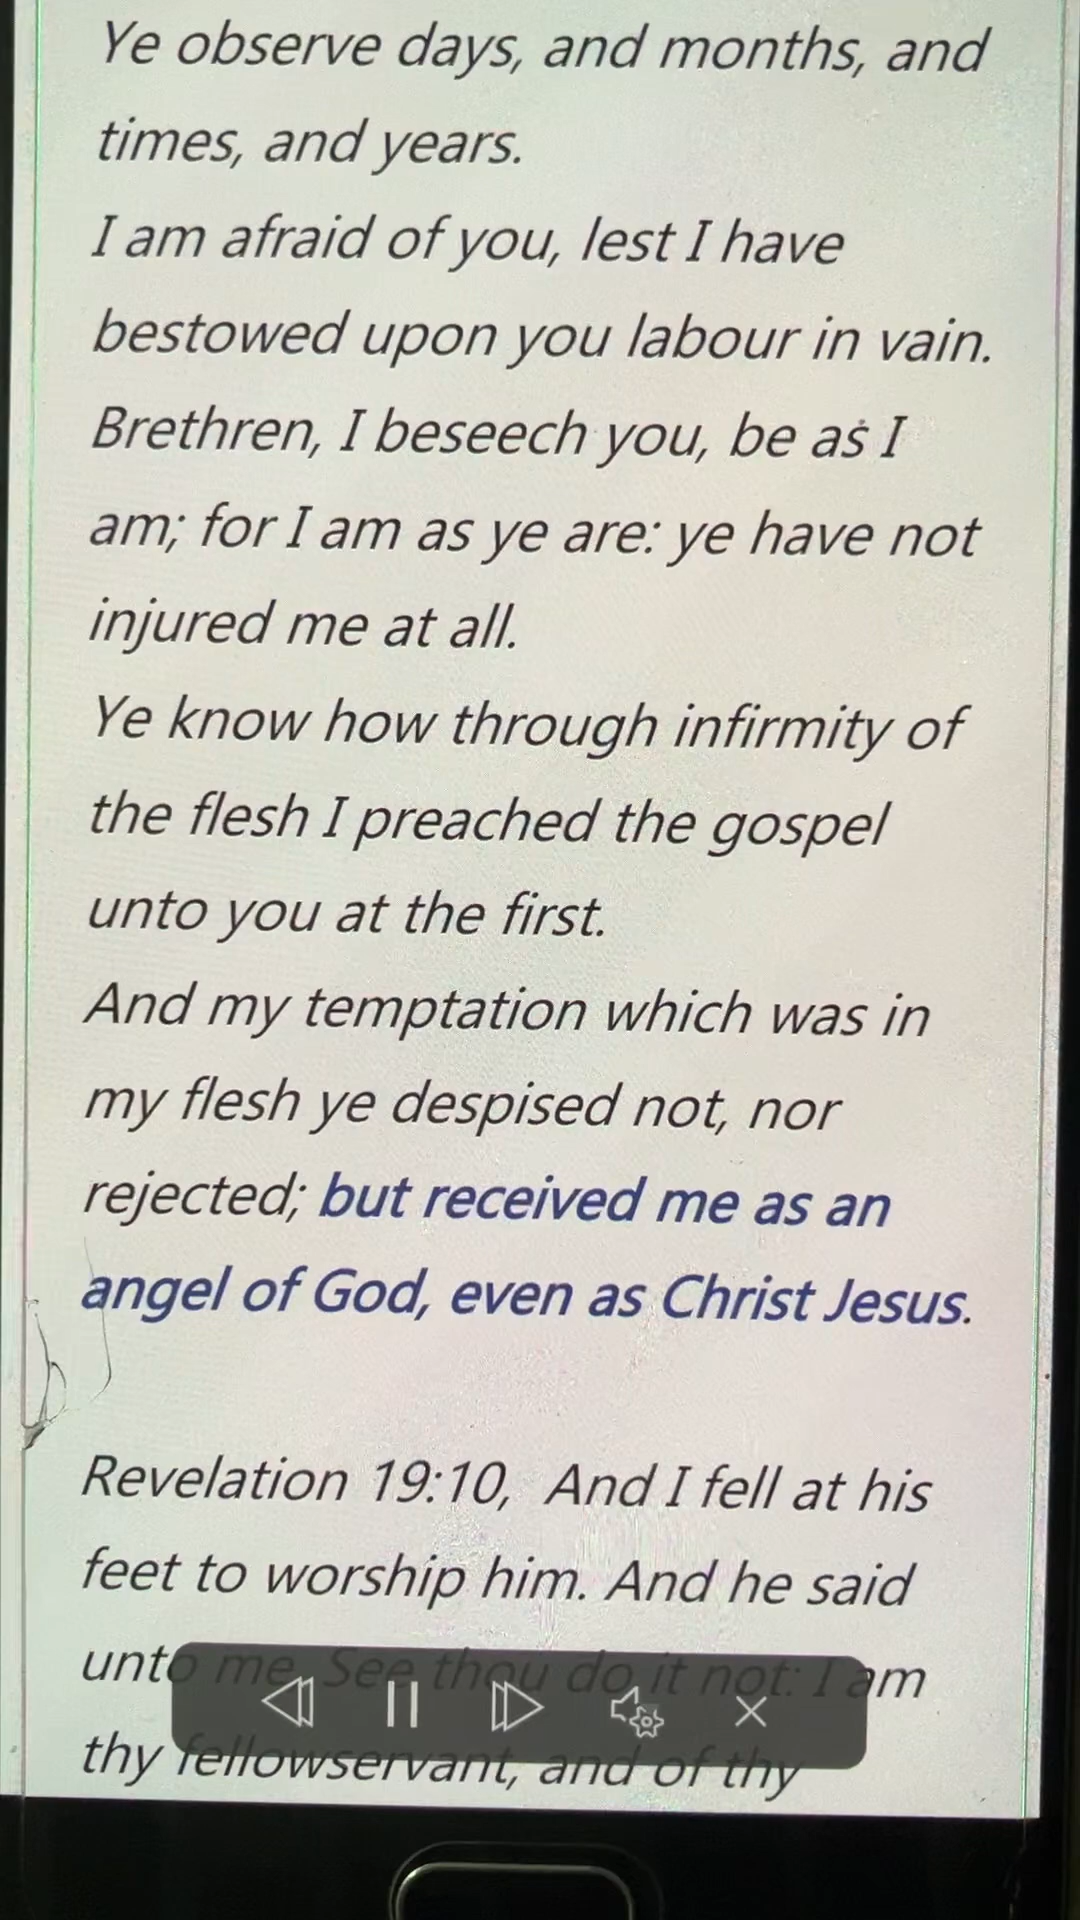 Ye observe days, and months, and
times, and years.
I am afraid of you, lest I have
bestowed upon you labour in vain.
Brethren, I beseech you, be as I
am; for I am as ye are: ye have not
injured me at all.
Ye know how through infirmity of
the flesh I preached the gospel
unto you at the first.
And my temptation which was in
my flesh ye despised not, nor
rejected; but received me as an
angel of God, even as Christ Jesus.
Revelation 19:10, And I fell at his
feet to worship him. And he said
unto me, See thou do it not: I am
thy fellowservant, and of thy